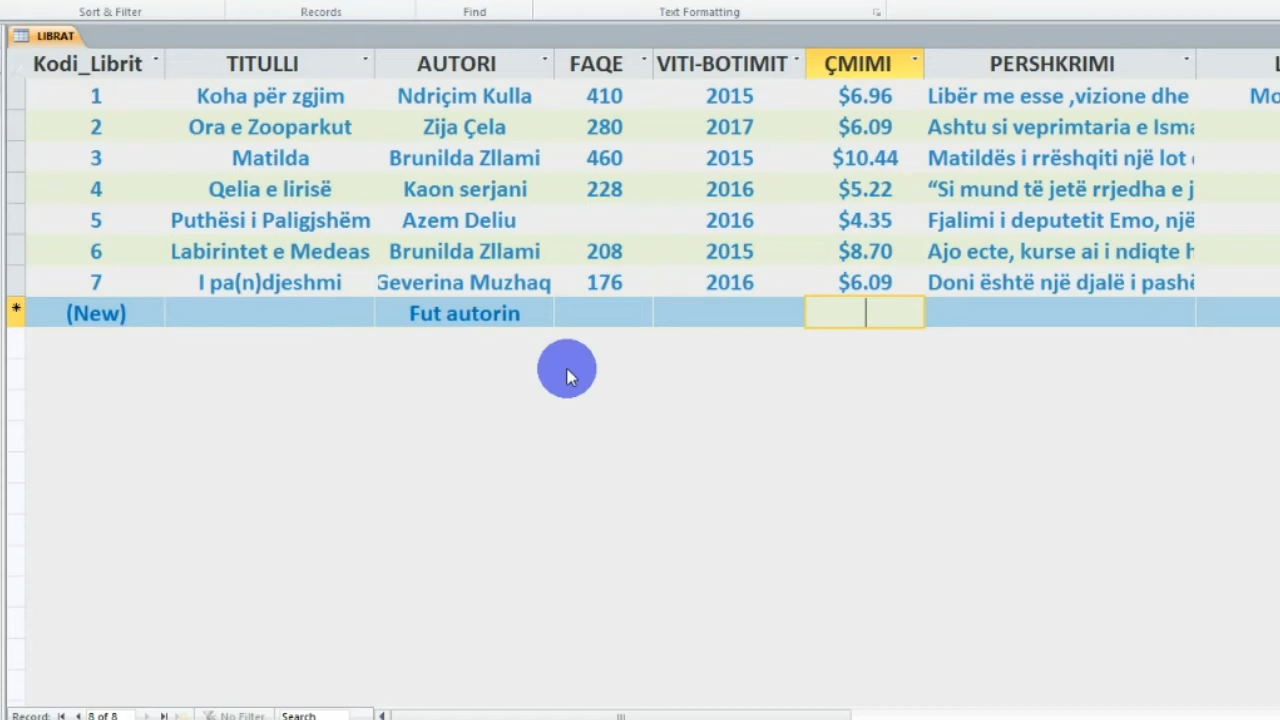 Sort & Filter Records Find Text Formatting
LIBRAT
Kodi_Librit TITULLI AUTORI FAQE VITI-BOTIMIT ÇMIMI PERSHKRIMI L
1 Koha për zgjim Ndriçim Kulla 410 2015 $6.96 Libër me esse ,vizione dhe Mo
2 Ora e Zooparkut Zija Çela 280 2017 $6.09 Ashtu si veprimtaria e Isma
3 Matilda Brunilda Zllami 460 2015 $10.44 Matildës i rrëshqiti një lot
4 Qelia e lirisë Kaon serjani 228 2016 $5.22 “Si mund të jetë rrjedha e j
5 Puthësi i Paligjshëm Azem Deliu 2016 $4.35 Fjalimi i deputetit Emo, një
6 Labirintet e Medeas Brunilda Zllami 208 2015 $8.70 Ajo ecte, kurse ai i ndiqte h
7 I pa(n)djeshmi Geverina Muzhaq 176 2016 $6.09 Doni është një djalë i pashë
* (New) Fut autorin
Record: 8 of 8 No Filter Search